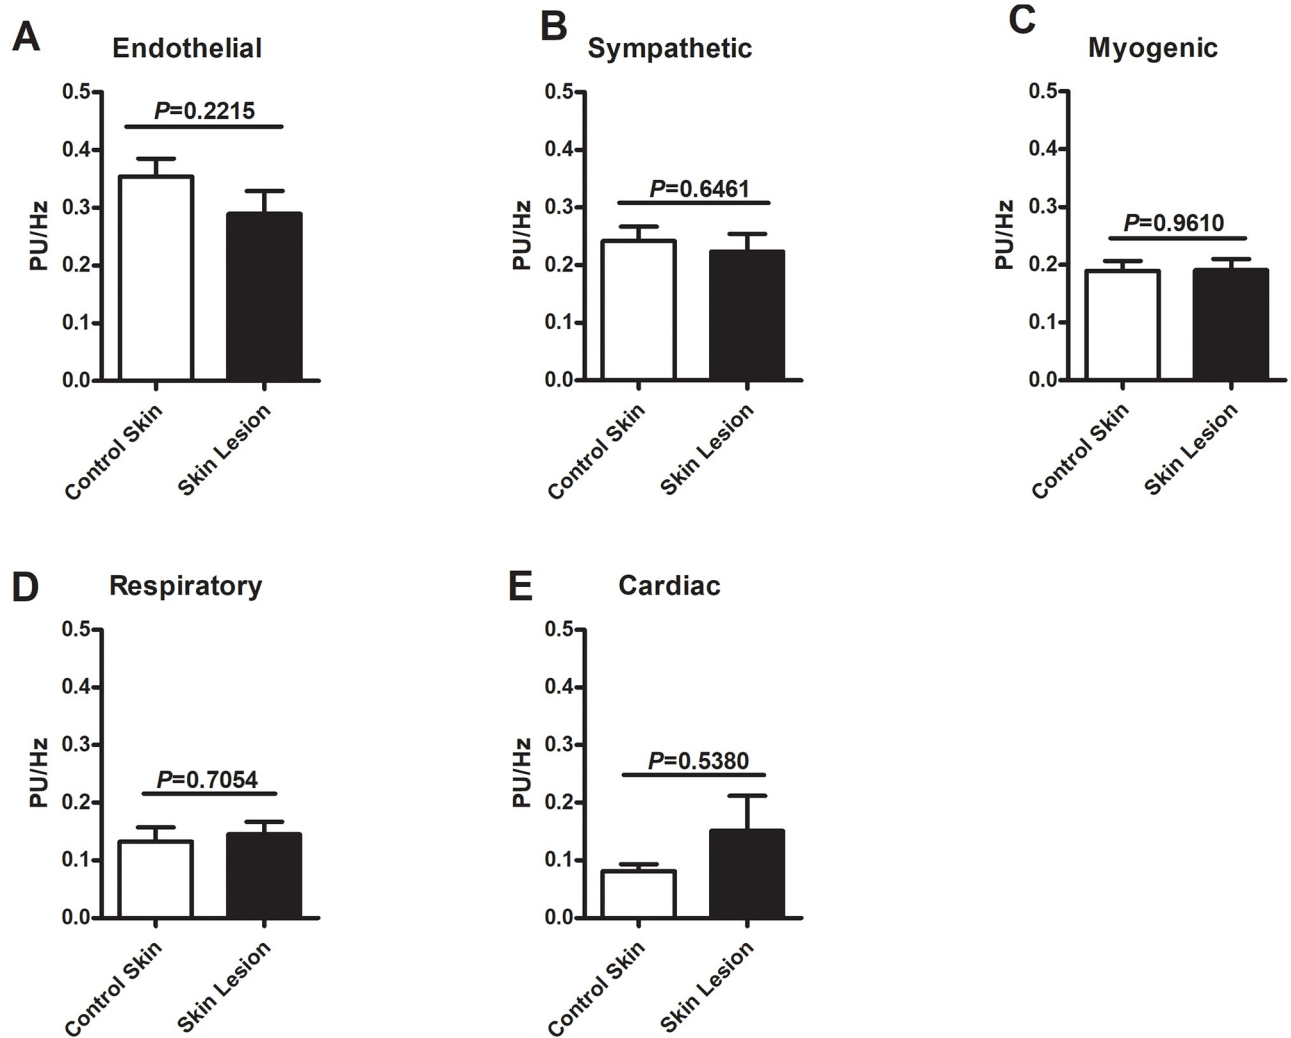 A
Endothelial
0.5
0.4
0.3
0.2
0.1
0.0
PU/Hz
P=0.2215
Control Skin
Skin Lesion
B
Sympathetic
0.5
0.4
0.3
0.2
0.1
0.0
PU/Hz
P=0.6461
Control Skin
Skin Lesion
C
Myogenic
0.5
0.4
0.3
0.2
0.1
0.0
PU/Hz
P=0.9610
Control Skin
Skin Lesion
D
Respiratory
0.5
0.4
0.3
0.2
0.1
0.0
PU/Hz
P=0.7054
Control Skin
Skin Lesion
E
Cardiac
0.5
0.4
0.3
0.2
0.1
0.0
PU/Hz
P=0.5380
Control Skin
Skin Lesion